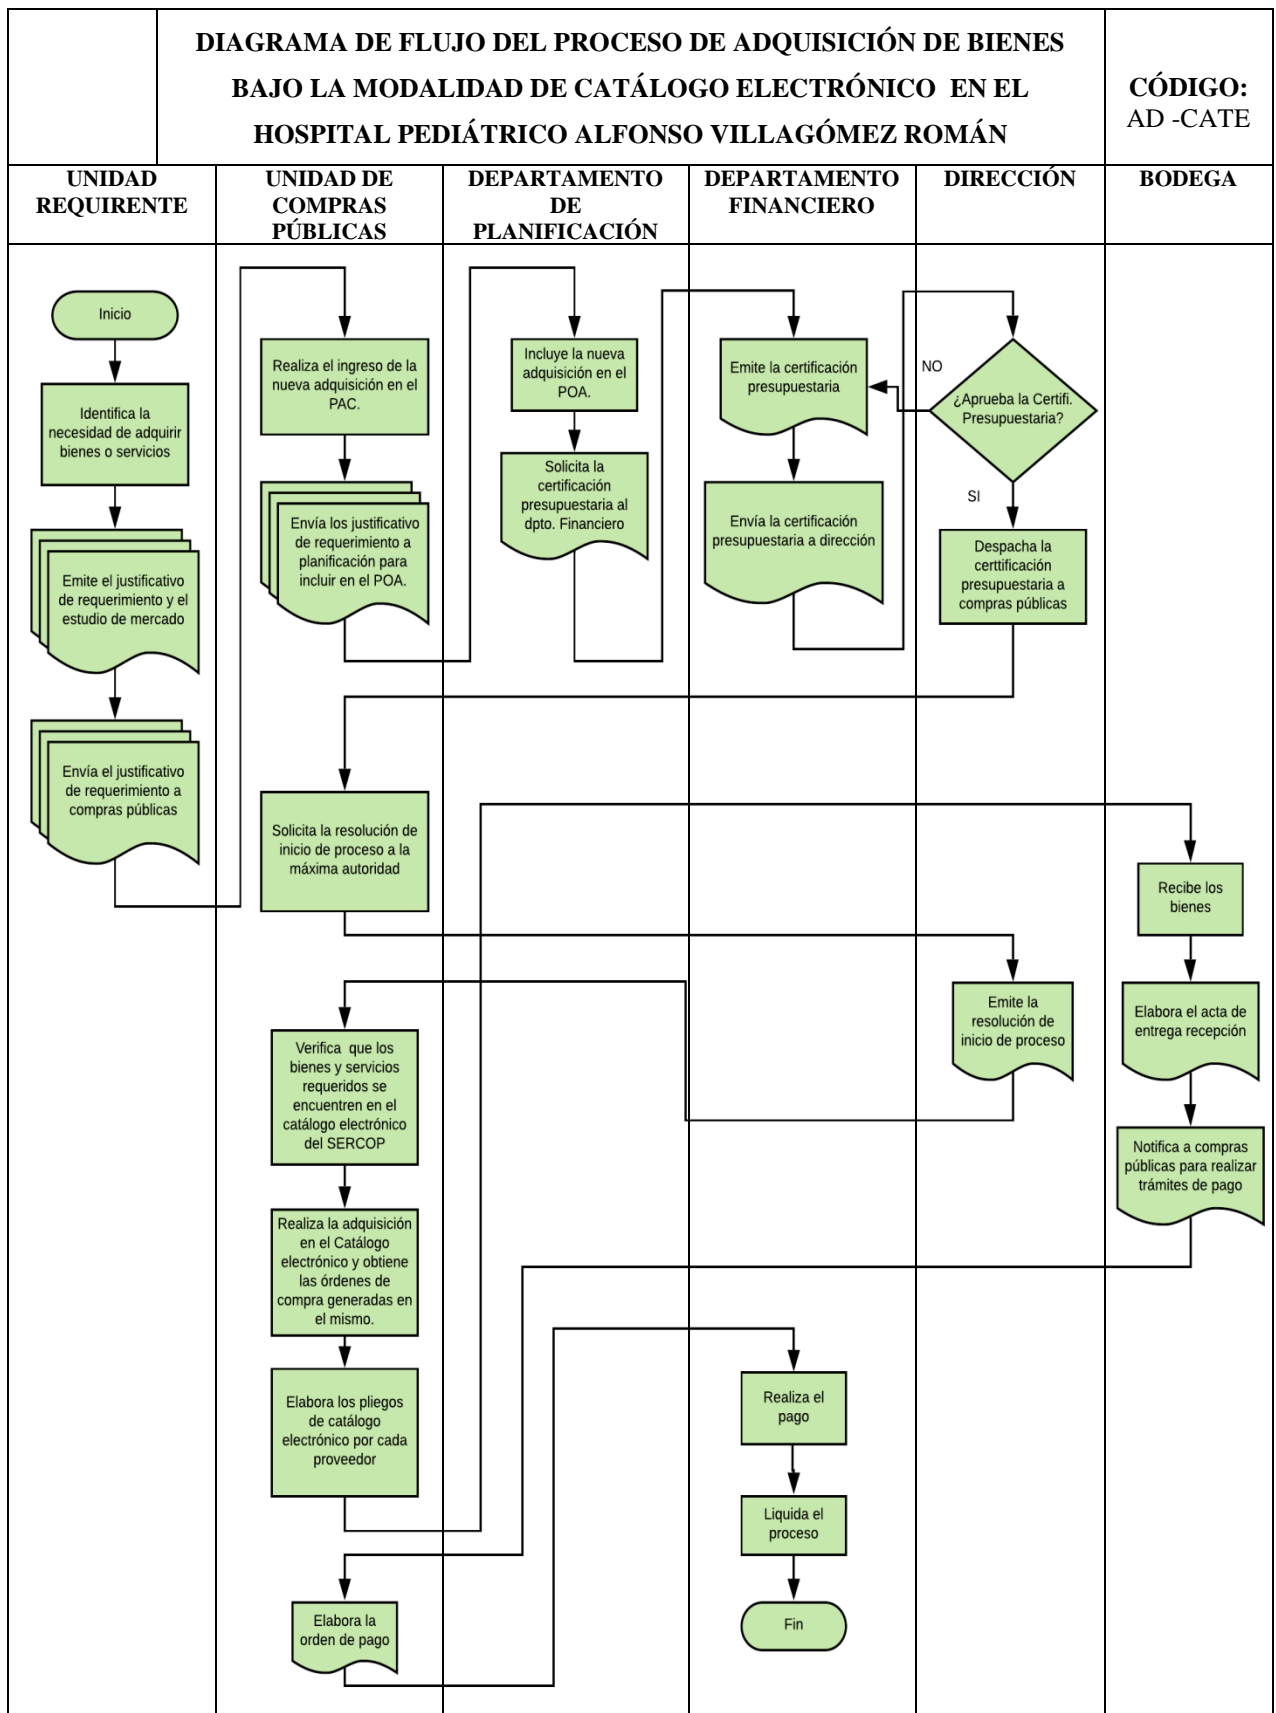 DIAGRAMA DE FLUJO DEL PROCESO DE ADQUISICIÓN DE BIENES
BAJO LA MODALIDAD DE CATÁLOGO ELECTRÓNICO EN EL
HOSPITAL PEDIÁTRICO ALFONSO VILLAGÓMEZ ROMÁN
CÓDIGO:
AD -CATE
UNIDAD
REQUIRENTE
UNIDAD DE
COMPRAS
PÚBLICAS
DEPARTAMENTO
DE
PLANIFICACIÓN
DEPARTAMENTO
FINANCIERO
DIRECCIÓN
BODEGA
Inicio
Identifica la
necesidad de adquirir
bienes o servicios
Emite el justificativo
de requerimiento y el
estudio de mercado
Envía el justificativo
de requerimiento a
compras públicas
Realiza el ingreso de la
nueva adquisición en el
PAC.
Envía los justificativo
de requerimiento a
planificación para
incluir en el POA.
Incluye la nueva
adquisición en el
POA.
Solicita la
certificación
presupuestaria al
dpto. Financiero
Emite la certificación
presupuestaria
Envía la certificación
presupuestaria a dirección
NO
¿Aprueba la Certifi.
Presupuestaria?
SI
Despacha la
certtificación
presupuestaria a
compras públicas
Solicita la resolución de
inicio de proceso a la
máxima autoridad
Emite la
resolución de
inicio de proceso
Verifica que los
bienes y servicios
requeridos se
encuentren en el
catálogo electrónico
del SERCOP
Realiza la adquisición
en el Catálogo
electrónico y obtiene
las órdenes de
compra generadas en
el mismo.
Elabora los pliegos
de catálogo
electrónico por cada
proveedor
Recibe los
bienes
Elabora el acta de
entrega recepción
Notifica a compras
públicas para realizar
trámites de pago
Elabora la
orden de pago
Realiza el
pago
Liquida el
proceso
Fin